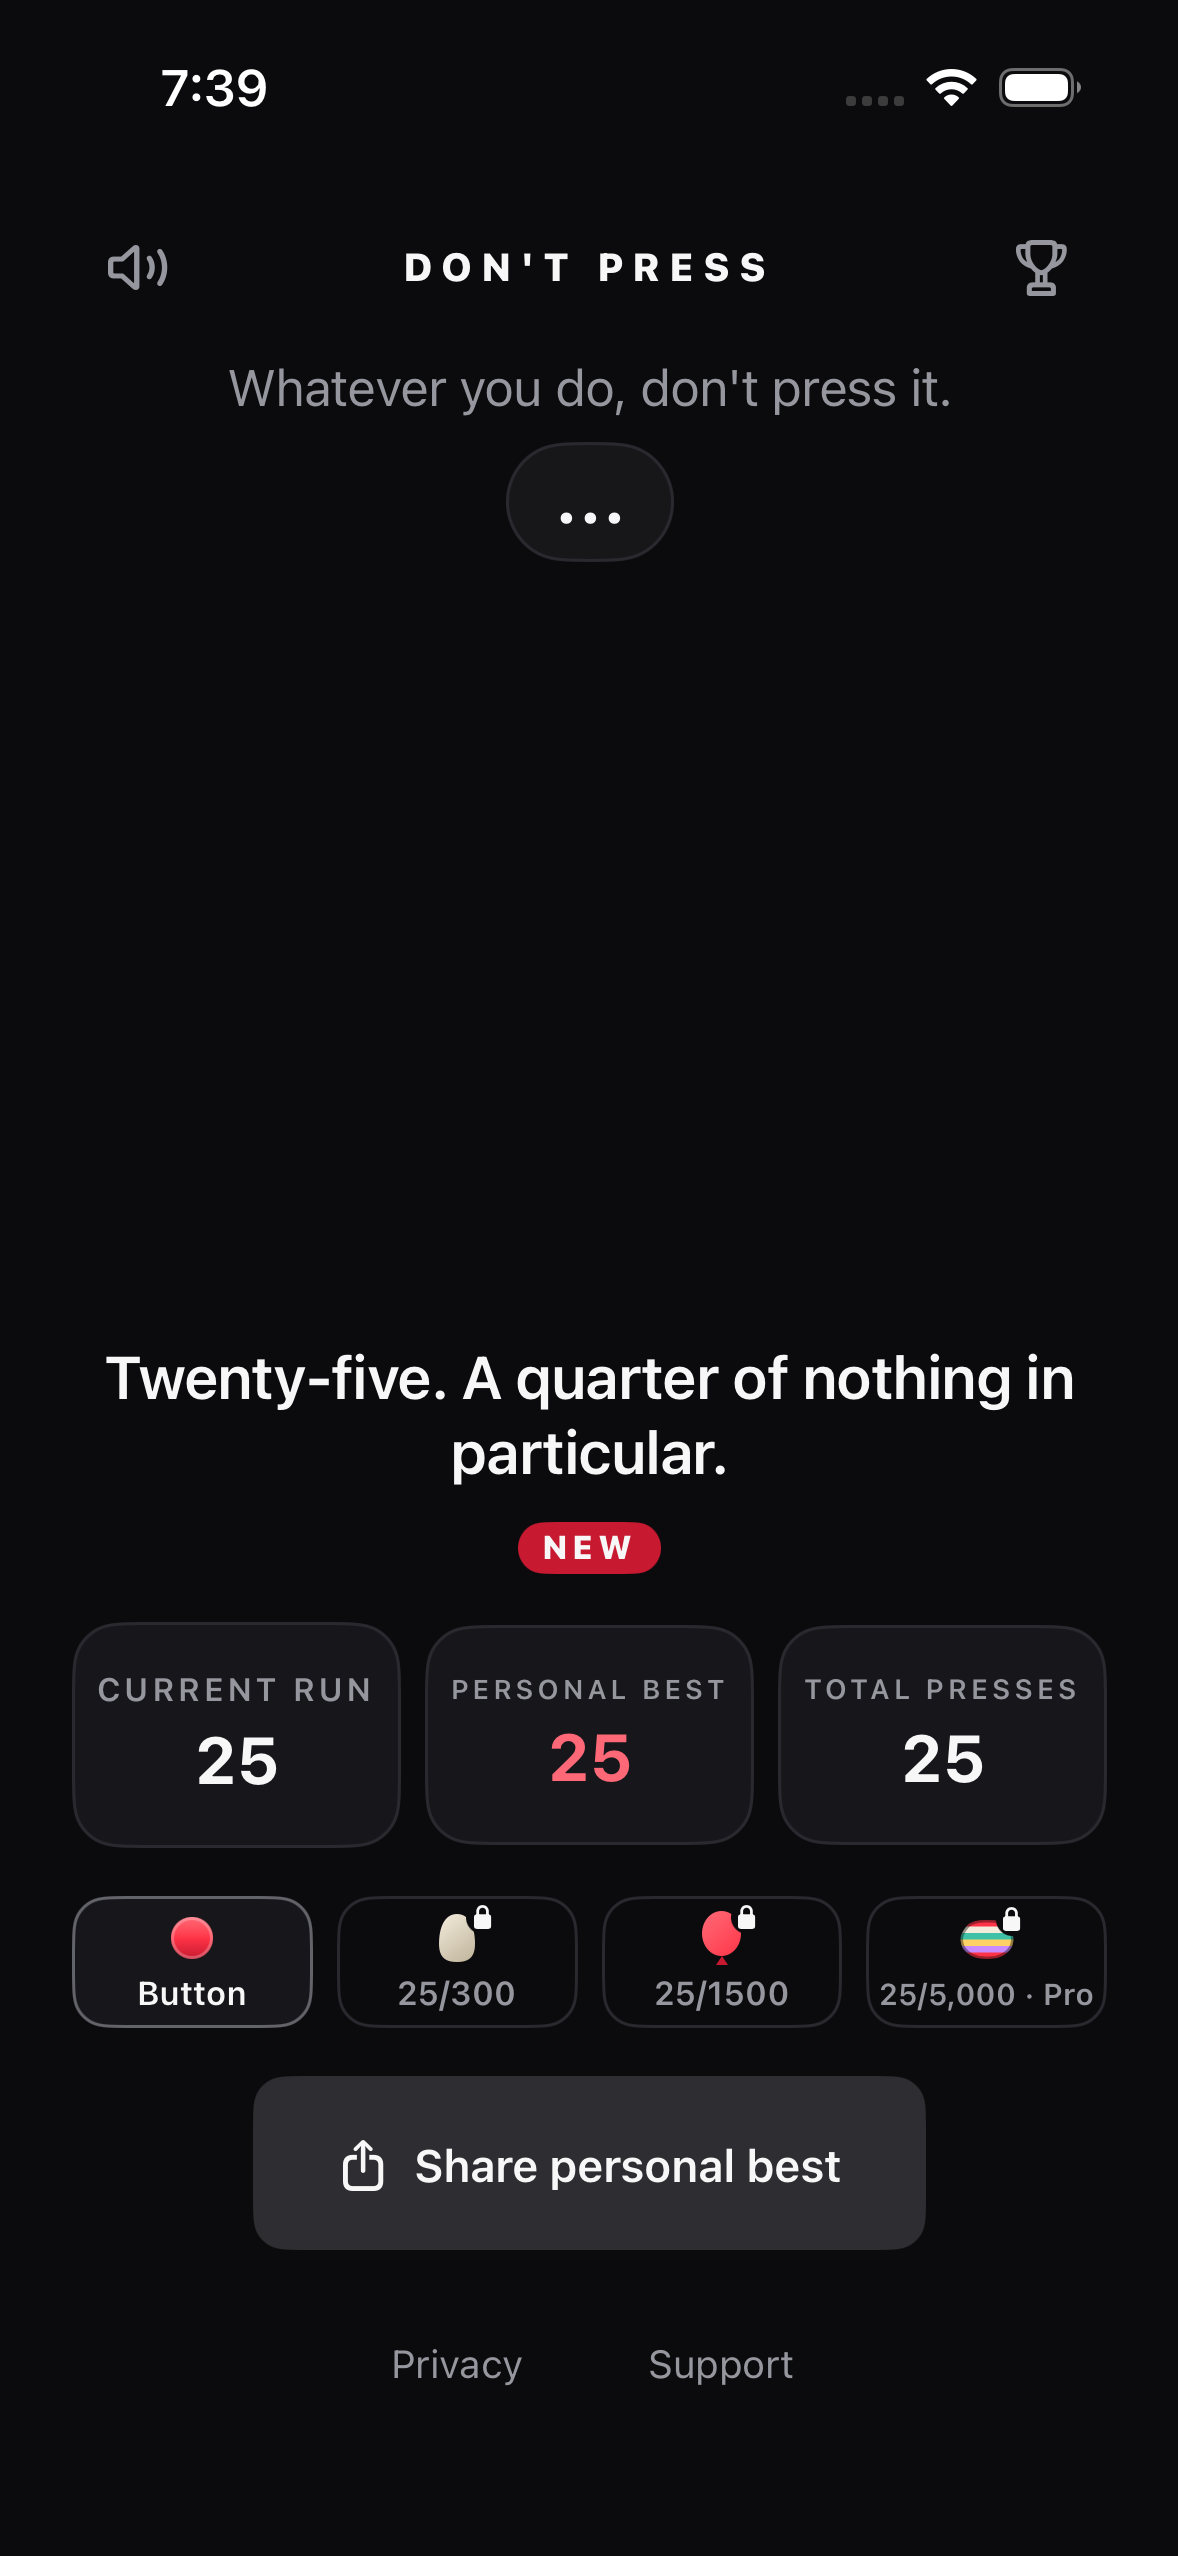 7:39
DON'T PRESS
Whatever you do, don't press it.
...
Twenty-five. A quarter of nothing in
particular.
NEW
CURRENT RUN
25
PERSONAL BEST
25
TOTAL PRESSES
25
Button
25/300
25/1500
25/5,000 · Pro
Share personal best
Privacy
Support